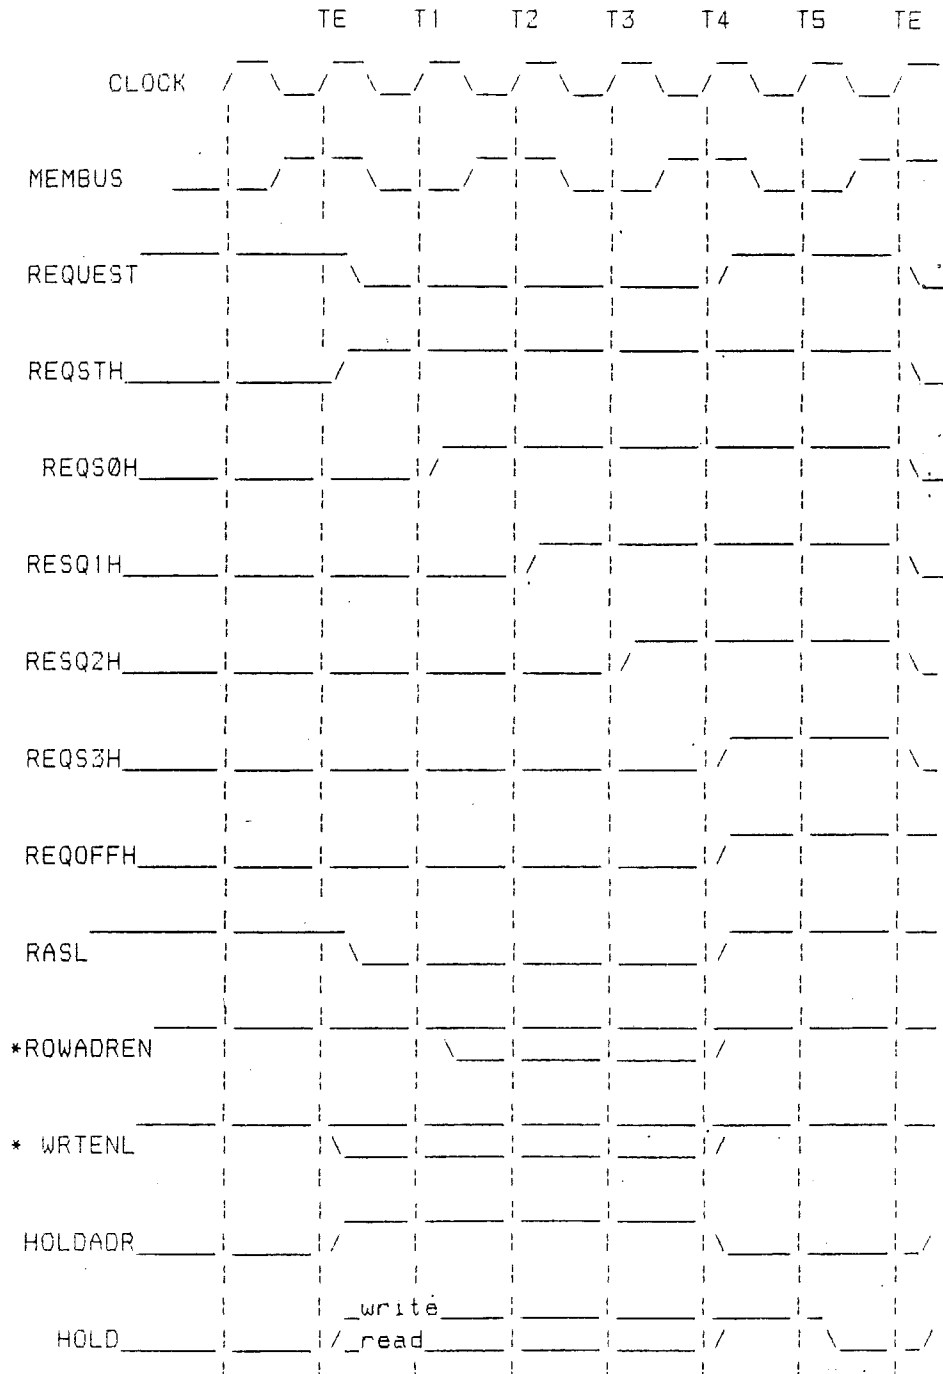 TE T1 T2 T3 T4 T5 TE
CLOCK
MEMBUS
REQUEST
REQSTH
REQSØH
RESQ1H
RESQ2H
REQS3H
REQOFFH
RASL
*ROWADREN
* WRTENL
HOLDADR
write
HOLD read